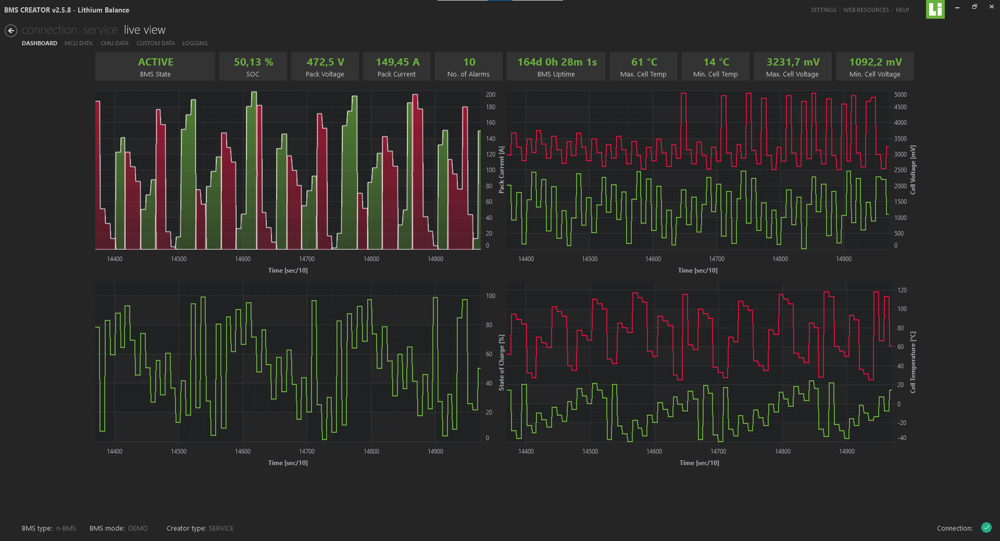 BMS CREATOR v2.5.8 - Lithium Balance
SETTINGS | WEB RESOURCES | HELP
Li
connection service live view
DASHBOARD MCU DATA CMU DATA CUSTOM DATA LOGGING
ACTIVE
BMS State
50,13 %
SOC
472,5 V
Pack Voltage
149,45 A
Pack Current
10
No. of Alarms
164d 0h 28m 1s
BMS Uptime
61 °C
Max. Cell Temp
14 °C
Min. Cell Temp
3231,7 mV
Max. Cell Voltage
1092,2 mV
Min. Cell Voltage
200
180
160
140
120
100
80
60
40
20
0
Pack Current [A]
14400 14500 14600 14700 14800 14900
Time [sec/10]
5000
4500
4000
3500
3000
2500
2000
1500
1000
500
0
Cell Voltage [mV]
14400 14500 14600 14700 14800 14900
Time [sec/10]
100
80
60
40
20
0
State of Charge [%]
14400 14500 14600 14700 14800 14900
Time [sec/10]
120
100
80
60
40
20
0
-20
-40
Cell Temperature [°C]
14400 14500 14600 14700 14800 14900
Time [sec/10]
BMS type: n-BMS BMS mode: DEMO Creator type: SERVICE
Connection: